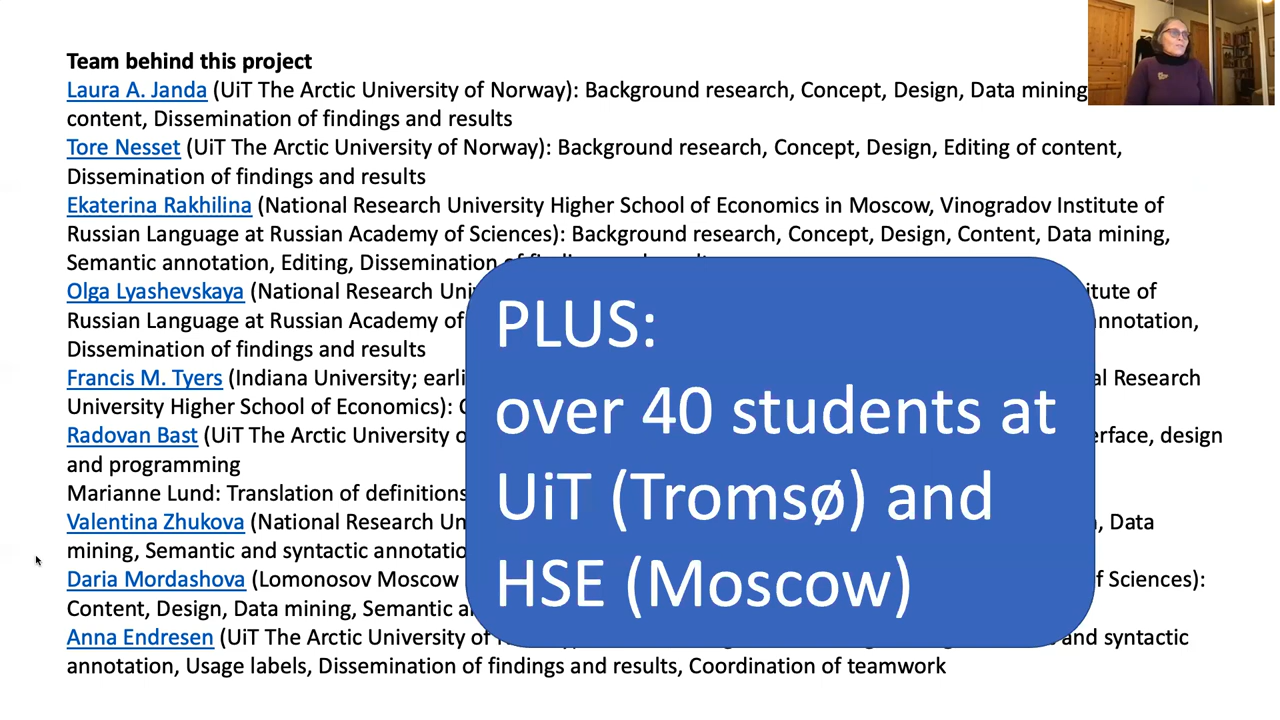 Team behind this project
Laura A. Janda (UiT The Arctic University of Norway): Background research, Concept, Design, Data mining
content, Dissemination of findings and results
Tore Nesset (UiT The Arctic University of Norway): Background research, Concept, Design, Editing of content,
Dissemination of findings and results
Ekaterina Rakhilina (National Research University Higher School of Economics in Moscow, Vinogradov Institute of
Russian Language at Russian Academy of Sciences): Background research, Concept, Design, Content, Data mining,
Semantic annotation, Editing, Dissemination
Olga Lyashevskaya (National Research of
Russian Language at Russian Academy of
Dissemination of findings and results
Francis M. Tyers (Indiana University; Research
University Higher School of Economics):
Radovan Bast (UiT The Arctic University design
and programming
Marianne Lund: Translation of definitions
Valentina Zhukova (National Research Data
mining, Semantic and syntactic
Daria Mordashova (Lomonosov Moscow Sciences):
Content, Design, Data mining, Semantic
Anna Endresen (UiT The Arctic University of and syntactic
annotation, Usage labels, Dissemination of findings and results, Coordination of teamwork
PLUS:
over 40 students at
UiT (Tromsø) and
HSE (Moscow)